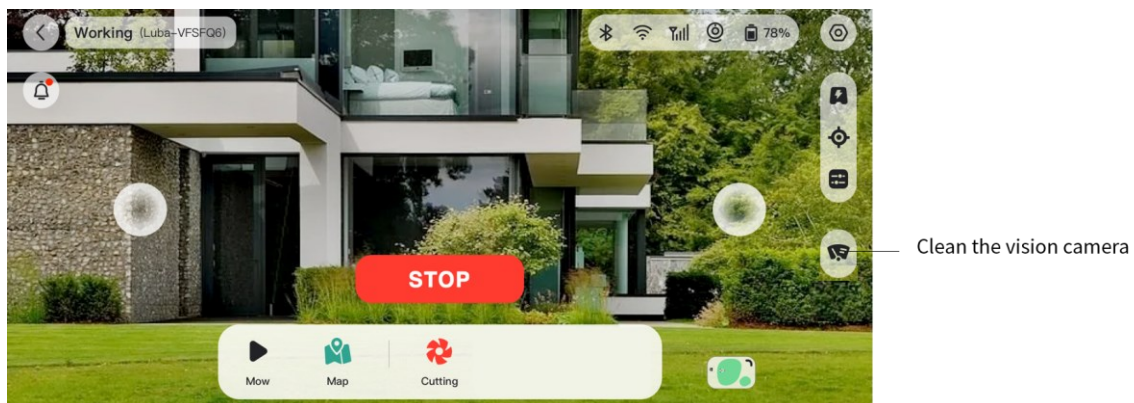 Working (Luba-VFSFQ6)
78%
Clean the vision camera
STOP
Mow
Map
Cutting